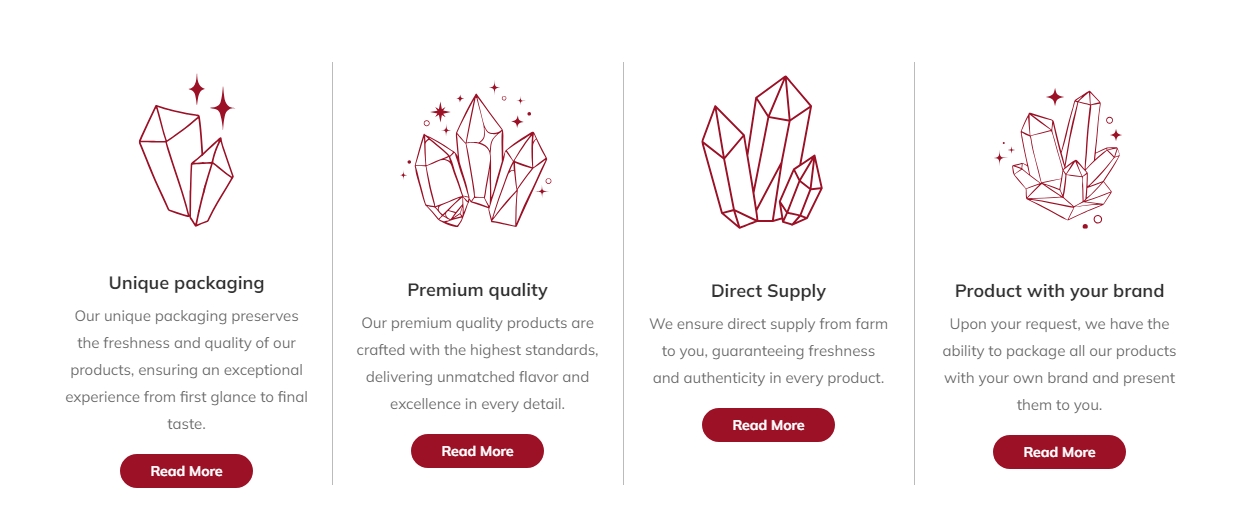 Unique packaging
Our unique packaging preserves
the freshness and quality of our
products, ensuring an exceptional
experience from first glance to final
taste.
Read More
Premium quality
Our premium quality products are
crafted with the highest standards,
delivering unmatched flavor and
excellence in every detail.
Read More
Direct Supply
We ensure direct supply from farm
to you, guaranteeing freshness
and authenticity in every product.
Read More
Product with your brand
Upon your request, we have the
ability to package all our products
with your own brand and present
them to you.
Read More